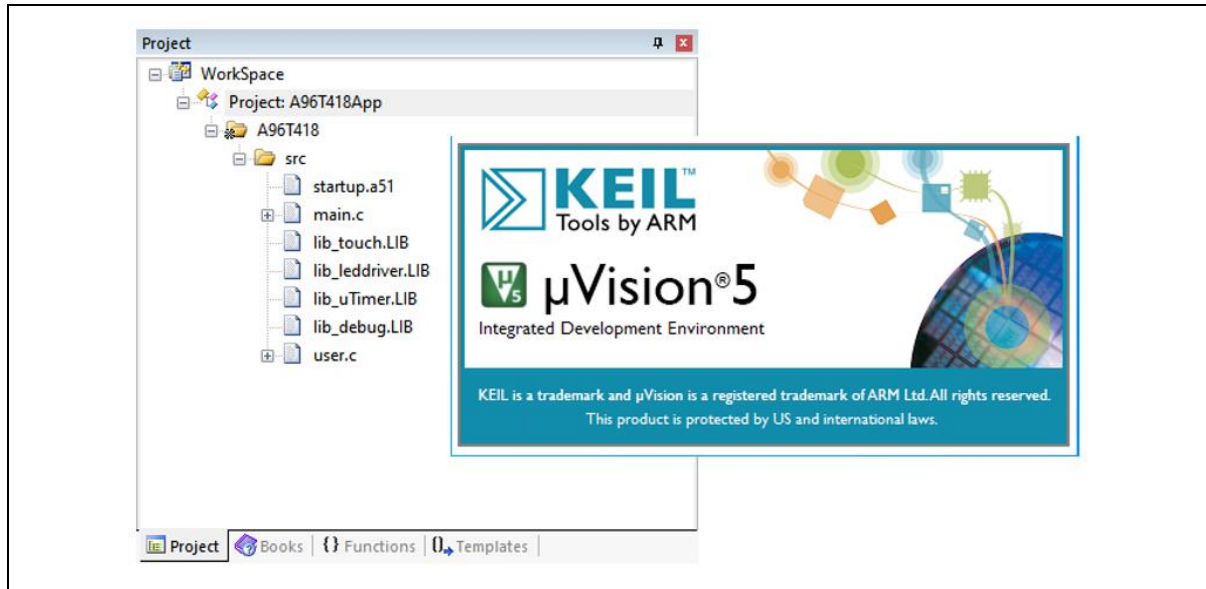 Project
WorkSpace
Project: A96T418App
A96T418
src
startup.a51
main.c
lib_touch.LIB
lib_leddriver.LIB
lib_uTimer.LIB
lib_debug.LIB
user.c
KEIL™
Tools by ARM
µV5
µVision®5
Integrated Development Environment
KEIL is a trademark and µVision is a registered trademark of ARM Ltd. All rights reserved.
This product is protected by US and international laws.
Project Books {} Functions 0 Templates